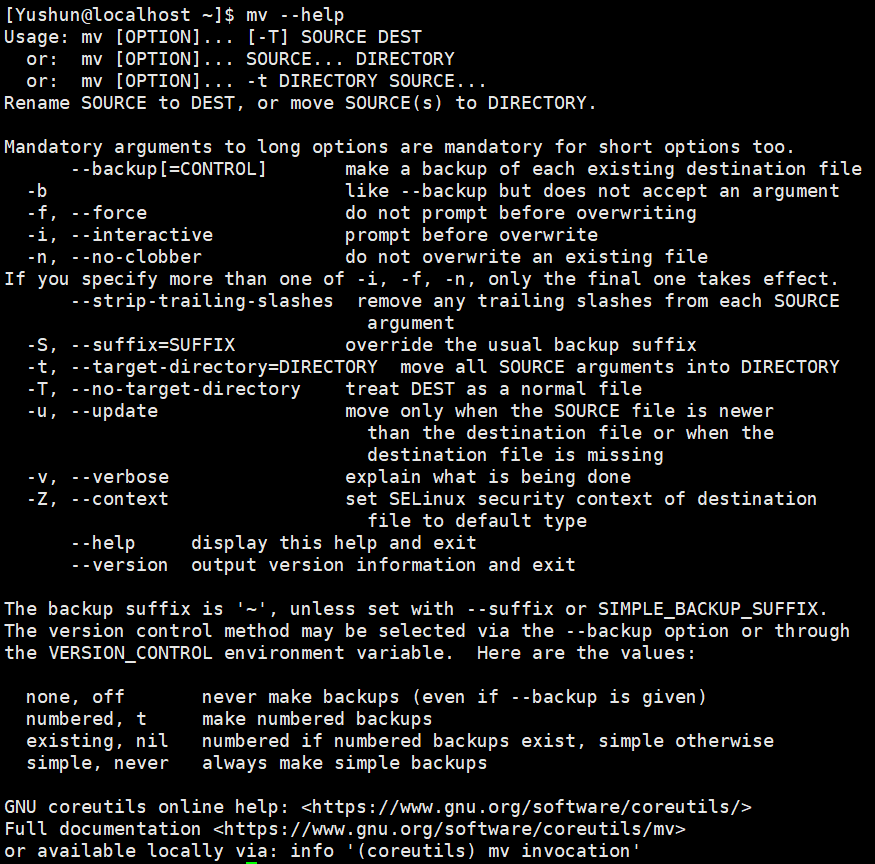 [Yushun@localhost ~]$ mv --help
Usage: mv [OPTION]... [-T] SOURCE DEST
  or:  mv [OPTION]... SOURCE... DIRECTORY
  or:  mv [OPTION]... -t DIRECTORY SOURCE...
Rename SOURCE to DEST, or move SOURCE(s) to DIRECTORY.

Mandatory arguments to long options are mandatory for short options too.
      --backup[=CONTROL]       make a backup of each existing destination file
  -b                           like --backup but does not accept an argument
  -f, --force                  do not prompt before overwriting
  -i, --interactive            prompt before overwrite
  -n, --no-clobber             do not overwrite an existing file
If you specify more than one of -i, -f, -n, only the final one takes effect.
      --strip-trailing-slashes  remove any trailing slashes from each SOURCE
                                 argument
  -S, --suffix=SUFFIX          override the usual backup suffix
  -t, --target-directory=DIRECTORY  move all SOURCE arguments into DIRECTORY
  -T, --no-target-directory    treat DEST as a normal file
  -u, --update                 move only when the SOURCE file is newer
                                 than the destination file or when the
                                 destination file is missing
  -v, --verbose                explain what is being done
  -Z, --context                set SELinux security context of destination
                                 file to default type
      --help     display this help and exit
      --version  output version information and exit

The backup suffix is '~', unless set with --suffix or SIMPLE_BACKUP_SUFFIX.
The version control method may be selected via the --backup option or through
the VERSION_CONTROL environment variable.  Here are the values:

  none, off       never make backups (even if --backup is given)
  numbered, t     make numbered backups
  existing, nil   numbered if numbered backups exist, simple otherwise
  simple, never   always make simple backups

GNU coreutils online help: <https://www.gnu.org/software/coreutils/>
Full documentation <https://www.gnu.org/software/coreutils/mv>
or available locally via: info '(coreutils) mv invocation'